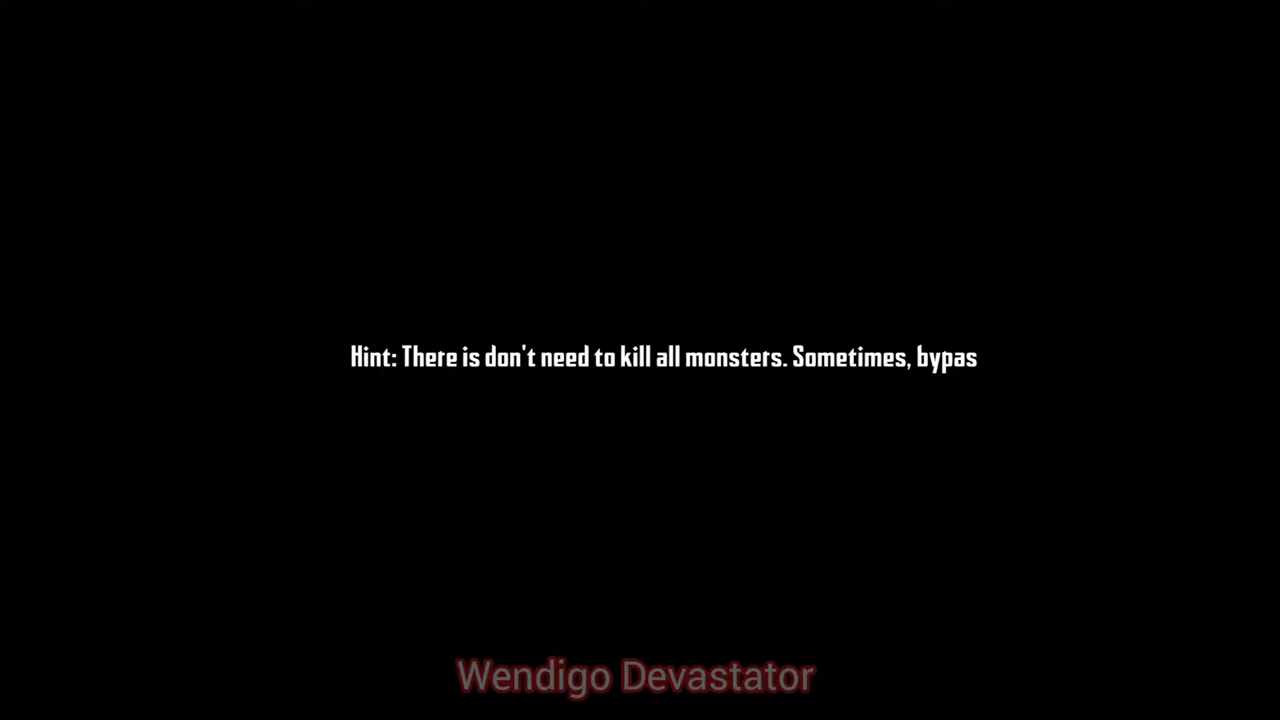 Hint: There is don't need to kill all monsters. Sometimes, bypas
Wendigo Devastator